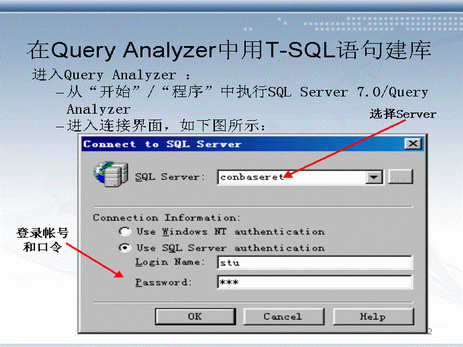 在Query Analyzer中用T-SQL语句建库
进入Query Analyzer：
–从“开始”/“程序”中执行SQL Server 7.0/Query
Analyzer
–进入连接界面，如下图所示：
选择Server
Connect to SQL Server
SQL Server:
conbaseret
...
Connection Information:
登录帐号
和口令
Use Windows NT authentication
Use SQL Server authentication
Login Name:
stu
Password:
***
OK
Cancel
Help
2